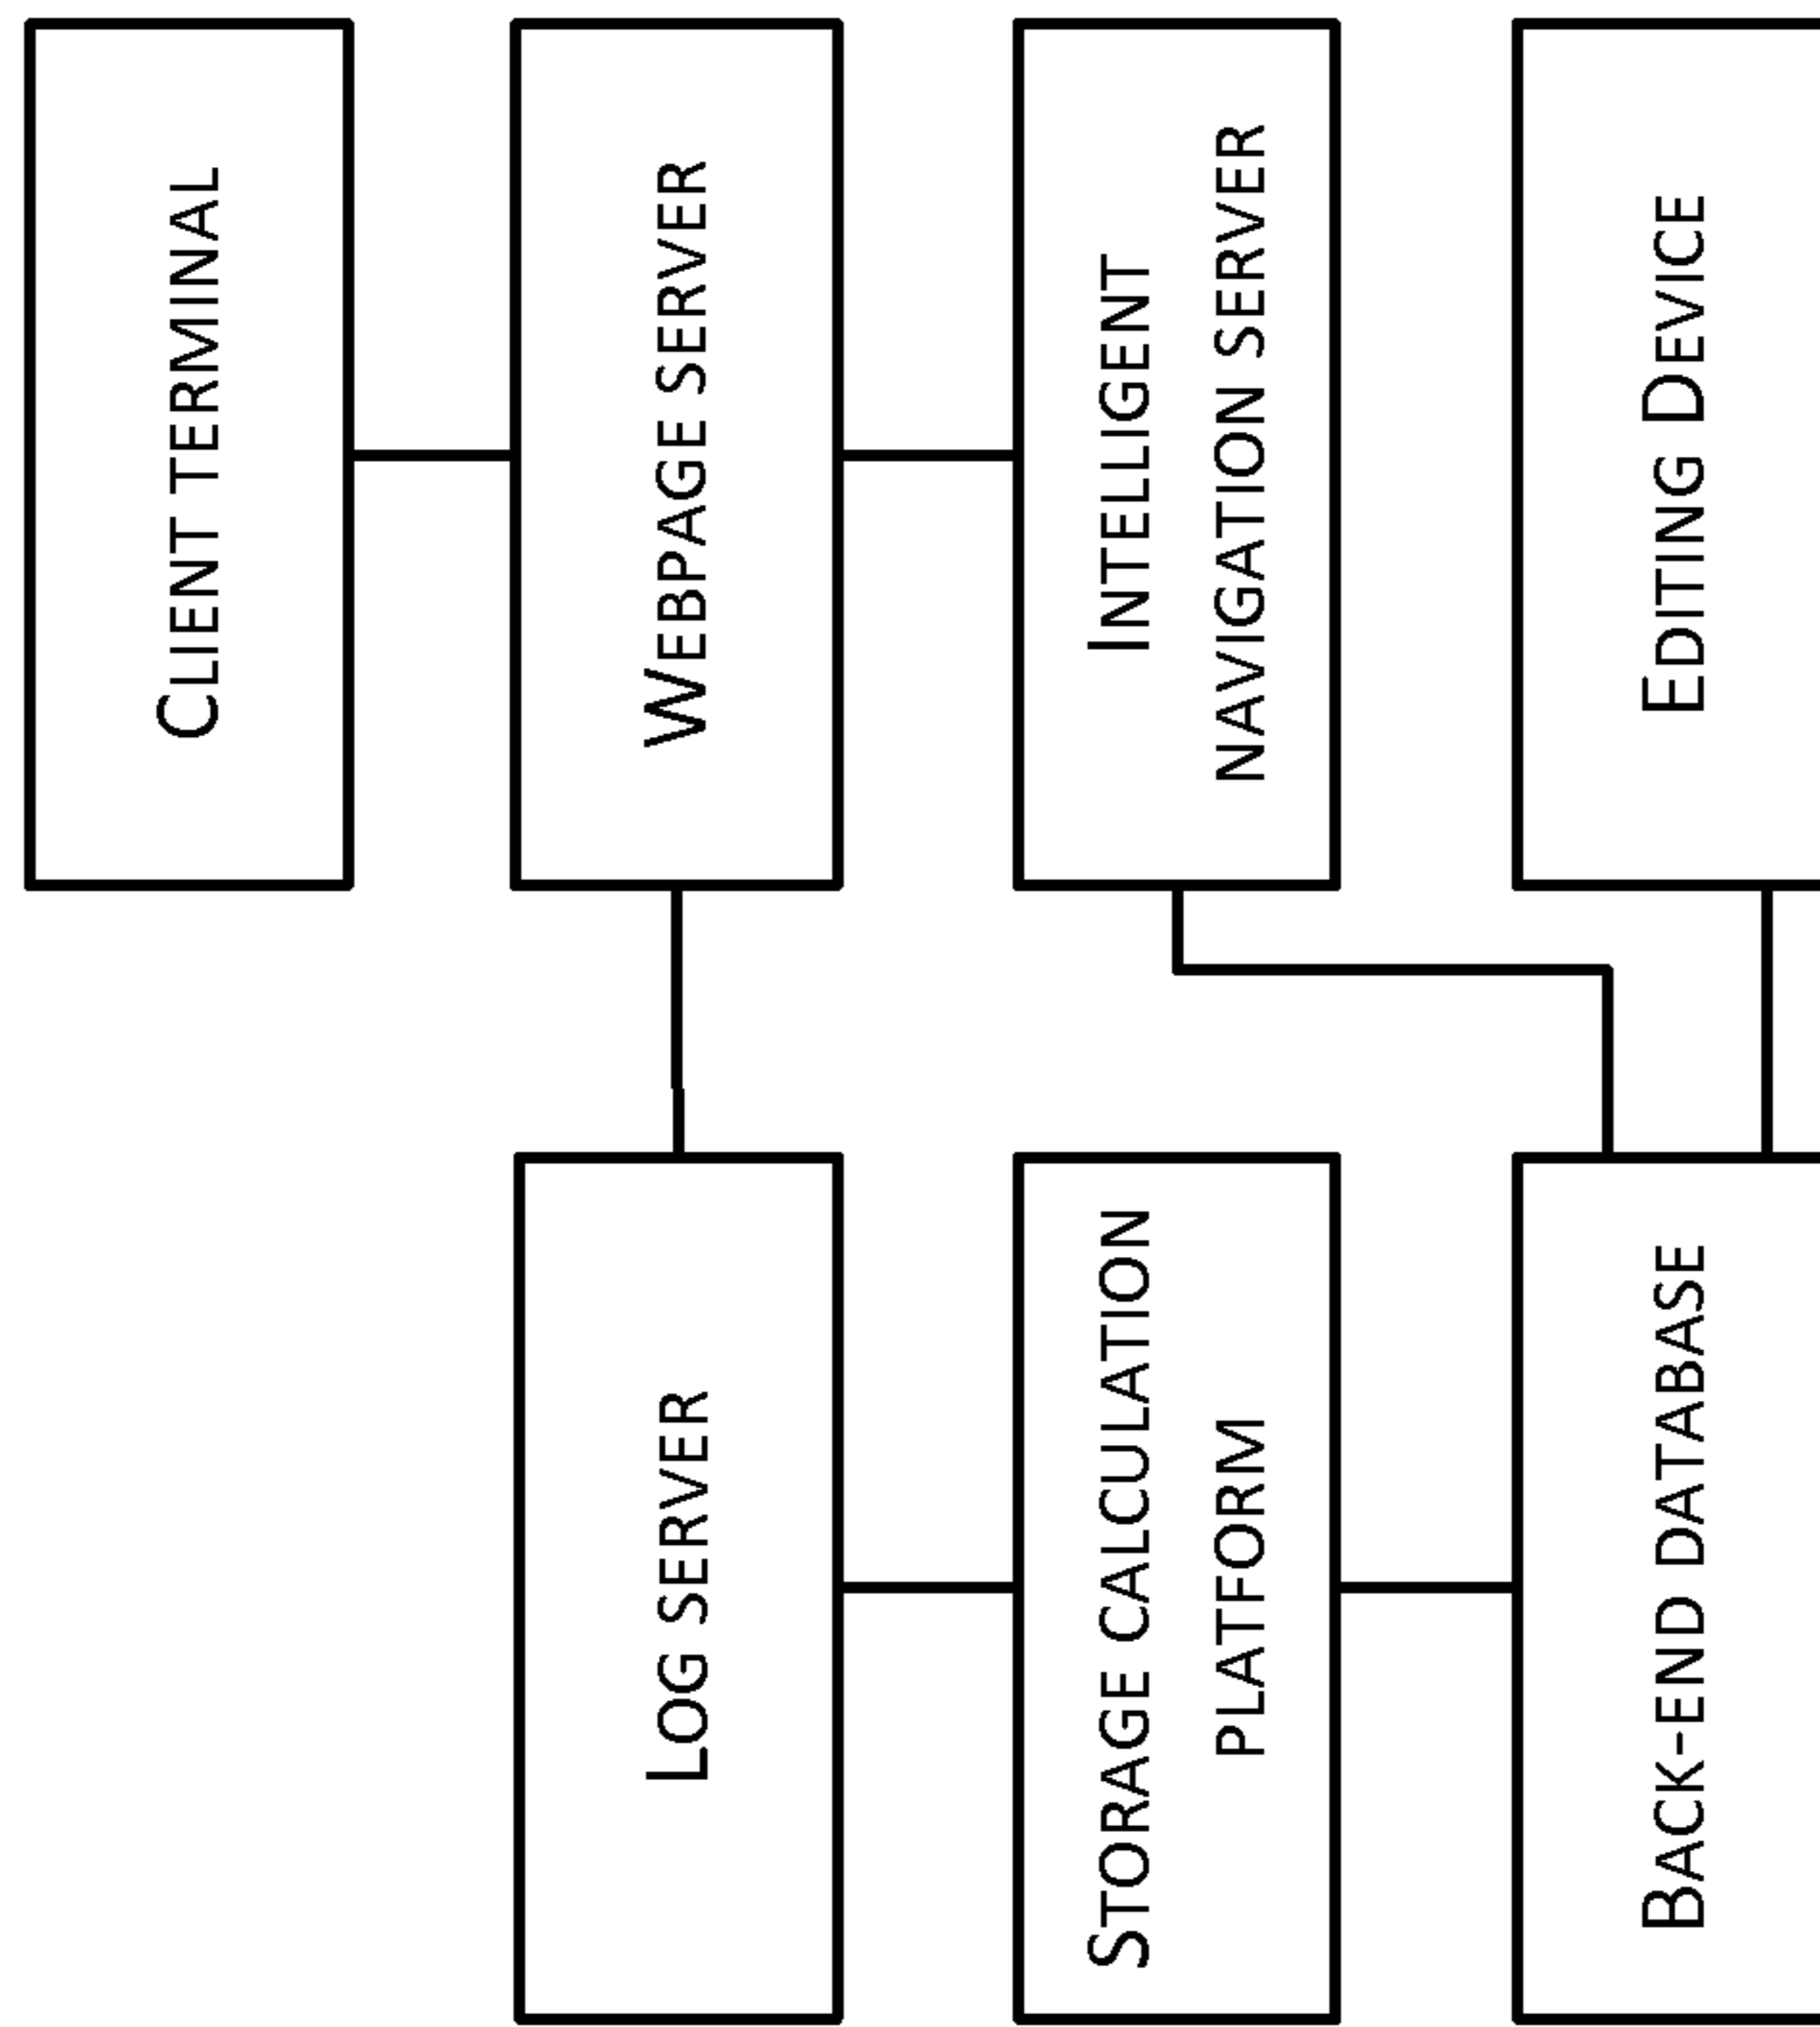 Client terminal
Webpage server
Intelligent
navigation server
Editing Device
Log server
Storage calculation
platform
Back-end database